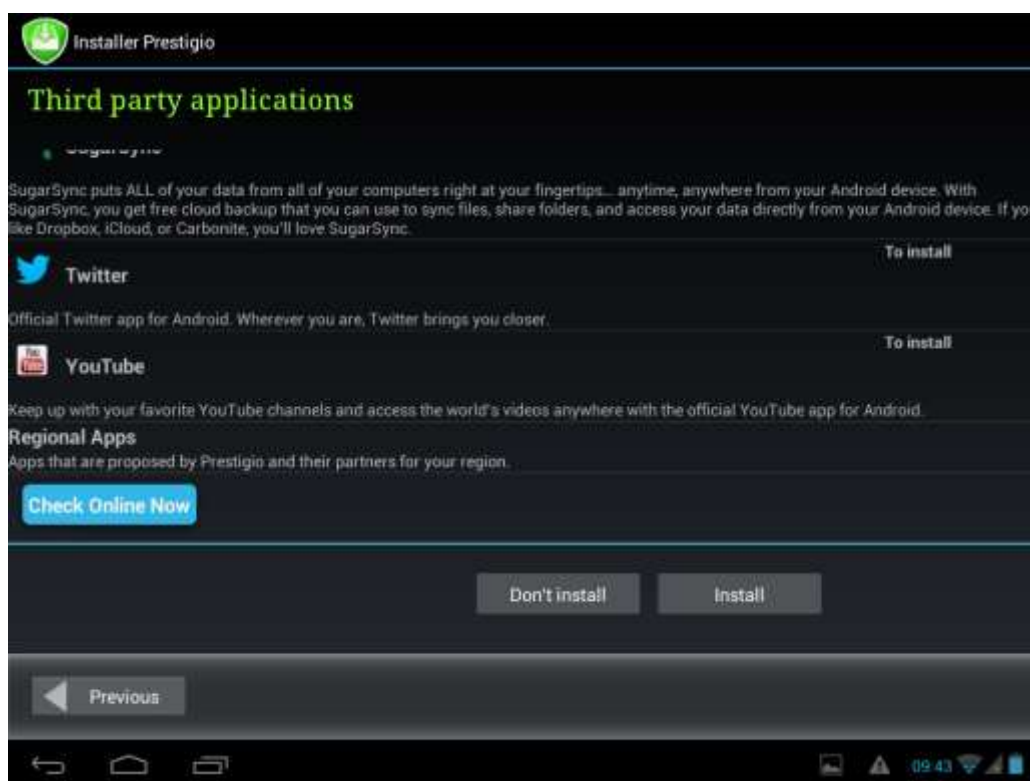 Installer Prestigio
Third party applications
SugarSync
SugarSync puts ALL of your data from all of your computers right at your fingertips... anytime, anywhere from your Android device. With
SugarSync, you get free cloud backup that you can use to sync files, share folders, and access your data directly from your Android device. If yo
like Dropbox, iCloud, or Carbonite, you'll love SugarSync.
To install
Twitter
Official Twitter app for Android. Wherever you are, Twitter brings you closer.
To install
You
Tube
YouTube
Keep up with your favorite YouTube channels and access the world's videos anywhere with the official YouTube app for Android.
Regional Apps
Apps that are proposed by Prestigio and their partners for your region.
Check Online Now
Don't install
Install
Previous
09:43